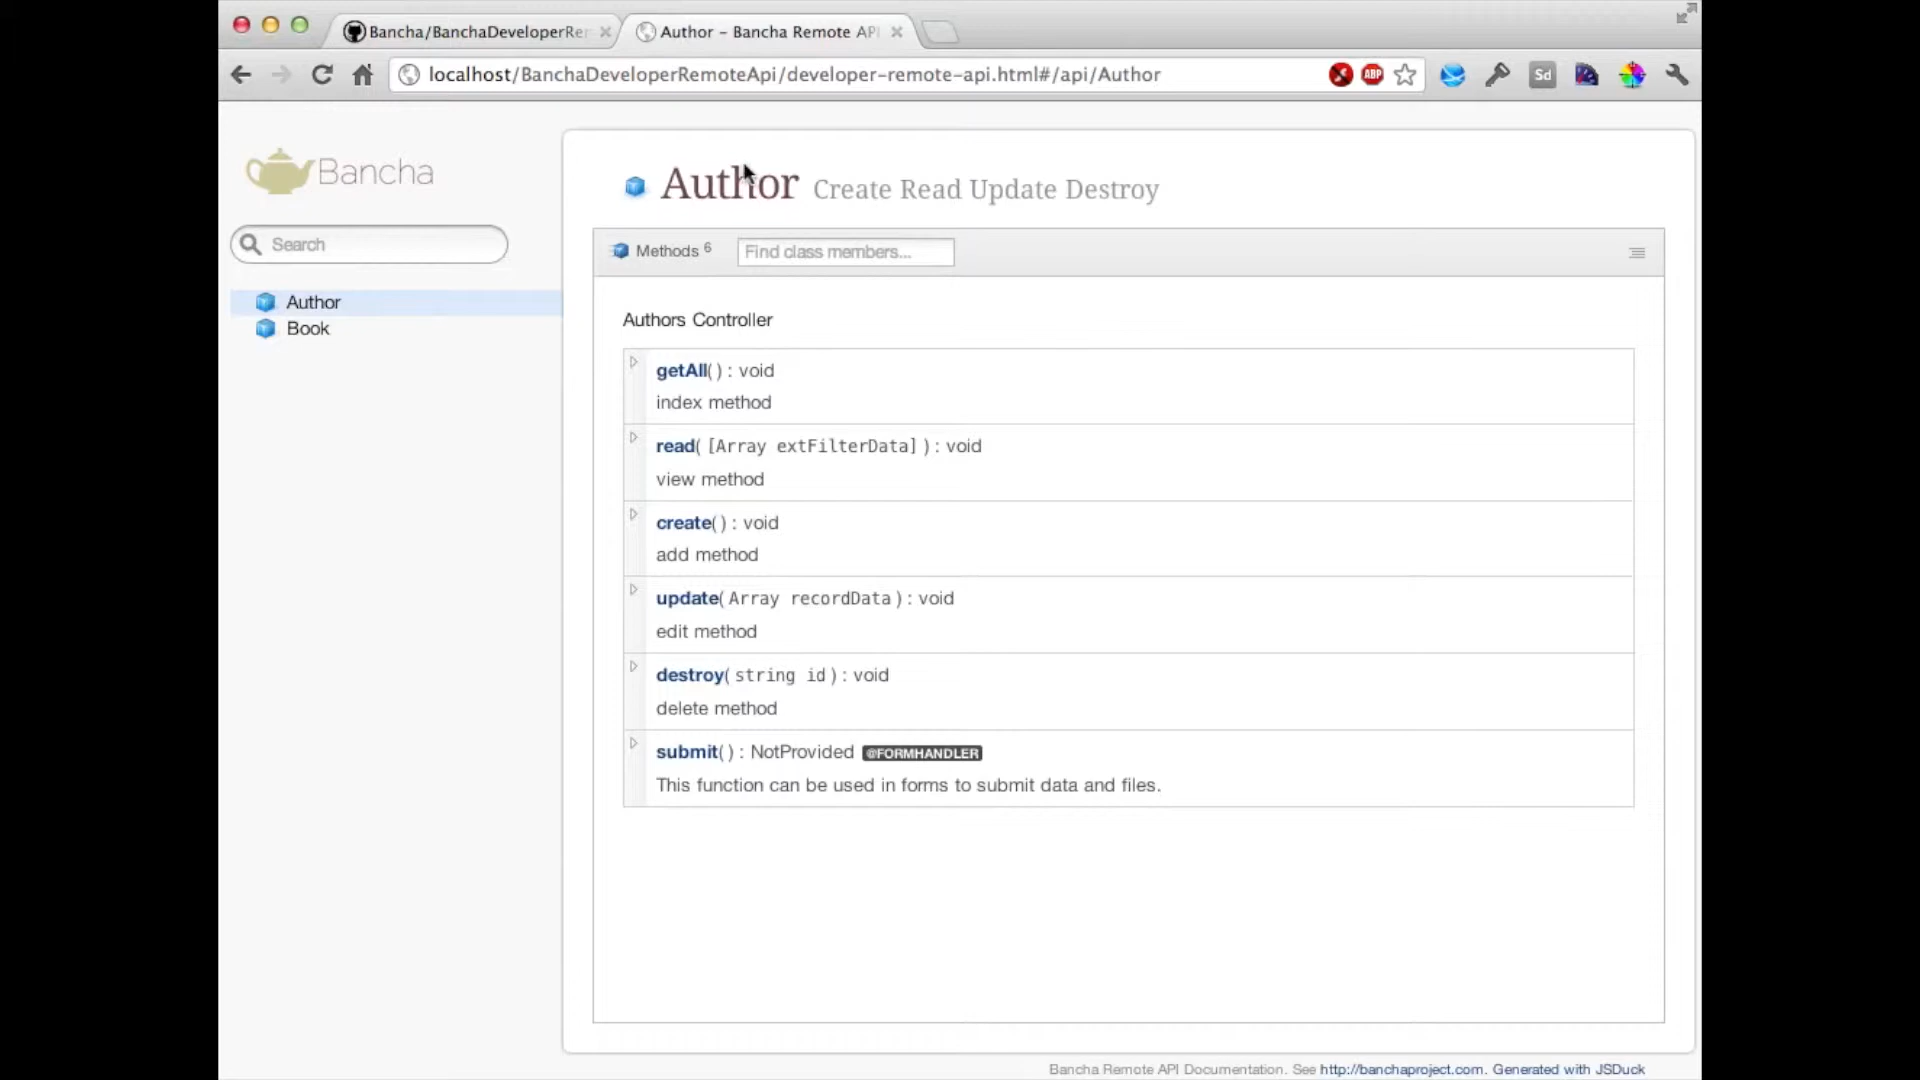 Bancha/BanchaDeveloperRe
Author – Bancha Remote API
localhost/BanchaDeveloperRemoteApi/developer-remote-api.html#/api/Author
ABP
Sd
Bancha
Search
Author
Book
Author Create Read Update Destroy
Methods 6
Find class members...
Authors Controller
getAll( ) : void
index method
read( [Array extFilterData] ) : void
view method
create( ) : void
add method
update( Array recordData ) : void
edit method
destroy( string id ) : void
delete method
submit( ) : NotProvided @FORMHANDLER
This function can be used in forms to submit data and files.
Bancha Remote API Documentation. See http://banchaproject.com. Generated with JSDuck